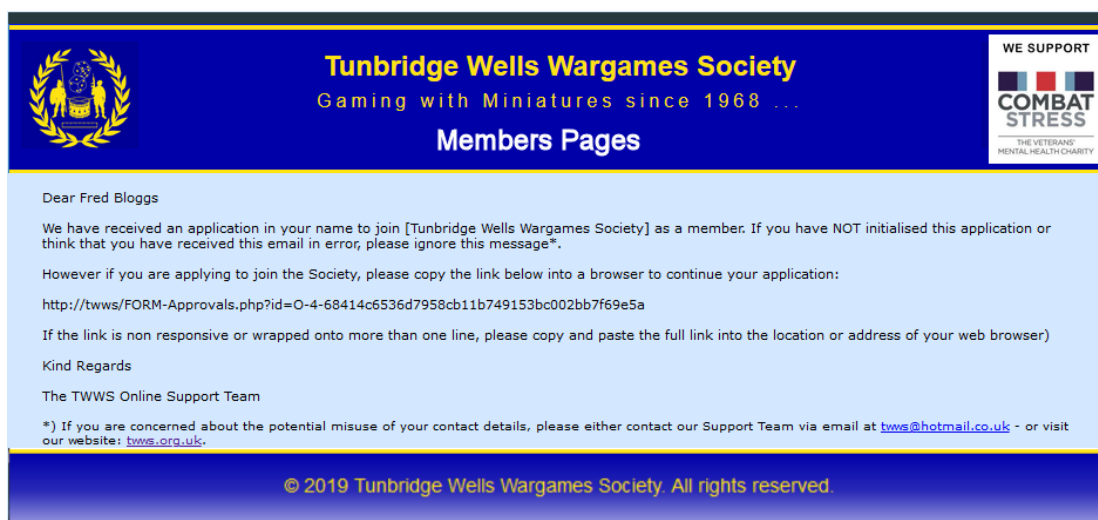 Tunbridge Wells Wargames Society
Gaming with Miniatures since 1968 ...
Members Pages
WE SUPPORT
COMBAT
STRESS
THE VETERANS'
MENTAL HEALTH CHARITY
Dear Fred Bloggs
We have received an application in your name to join [Tunbridge Wells Wargames Society] as a member. If you have NOT initialised this application or
think that you have received this email in error, please ignore this message*.
However if you are applying to join the Society, please copy the link below into a browser to continue your application:
http://twws/FORM-Approvals.php?id=O-4-68414c6536d7958cb11b749153bc002bb7f69e5a
If the link is non responsive or wrapped onto more than one line, please copy and paste the full link into the location or address of your web browser)
Kind Regards
The TWWS Online Support Team
*) If you are concerned about the potential misuse of your contact details, please either contact our Support Team via email at twws@hotmail.co.uk - or visit
our website: twws.org.uk.
© 2019 Tunbridge Wells Wargames Society. All rights reserved.